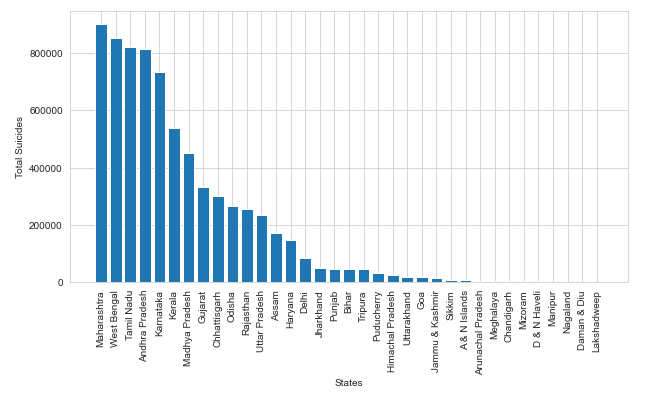 Total Suicides
800000
600000
400000
200000
0
Maharashtra
West Bengal
Tamil Nadu
Andhra Pradesh
Karnataka
Kerala
Madhya Pradesh
Gujarat
Chhattisgarh
Odisha
Rajasthan
Uttar Pradesh
Assam
Haryana
Delhi
Jharkhand
Punjab
Bihar
Tripura
Puducherry
Himachal Pradesh
Uttarakhand
Goa
Jammu & Kashmir
Sikkim
A & N Islands
Arunachal Pradesh
Meghalaya
Chandigarh
Mizoram
D & N Haveli
Manipur
Nagaland
Daman & Diu
Lakshadweep
States